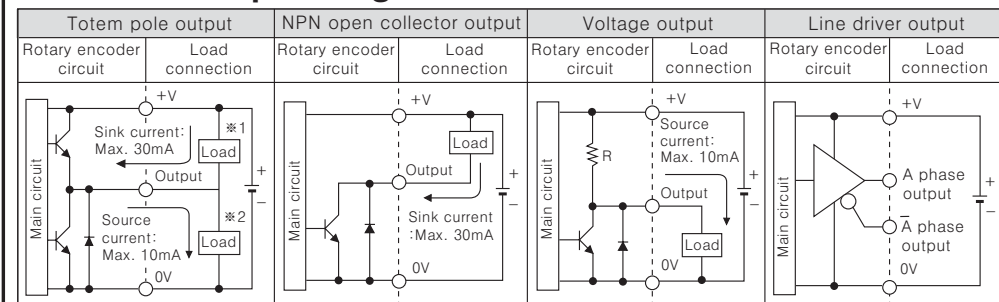 Totem pole output
NPN open collector output
Voltage output
Line driver output
Rotary encoder circuit
Load connection
Rotary encoder circuit
Load connection
Rotary encoder circuit
Load connection
Rotary encoder circuit
Load connection
Main circuit
+V
Sink current:
Max. 30mA
※1
Load
Output
+
−
※2
Source
current:
Max. 10mA
Load
0V
Main circuit
+V
Load
Output
+
−
Sink current
:Max. 30mA
0V
Main circuit
+V
Source
current:
Max. 10mA
R
Output
+
−
Load
0V
Main circuit
+V
A phase
output
+
−
A̅ phase
output
0V